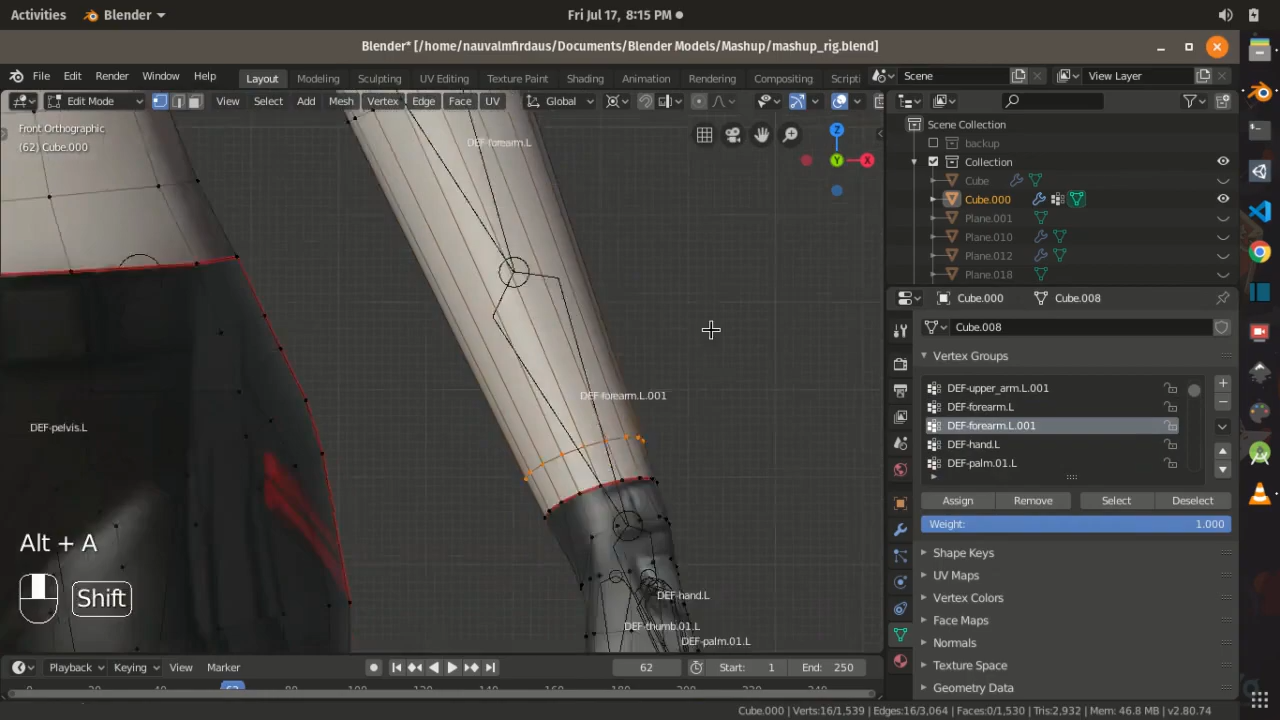 Activities Blender Fri Jul 17, 8:15 PM
Blender* [/home/nauvalmfirdaus/Documents/Blender Models/Mashup/mashup_rig.blend]
File Edit Render Window Help Layout Modeling Sculpting UV Editing Texture Paint Shading Animation Rendering Compositing Scripti Scene View Layer
Edit Mode View Select Add Mesh Vertex Edge Face UV Global
Front Orthographic
(62) Cube.000
DEF-forearm.L
DEF-forearm.L.001
DEF-pelvis.L
DEF-hand.L
DEF-thumb.01.L
DEF-palm.01.L
Z
Y
X
Alt + A
Shift
Scene Collection
backup
Collection
Cube
Cube.000
Plane.001
Plane.010
Plane.012
Plane.018
Cube.000 Cube.008
Cube.008
Vertex Groups
DEF-upper_arm.L.001
DEF-forearm.L
DEF-forearm.L.001
DEF-hand.L
DEF-palm.01.L
Assign Remove Select Deselect
Weight: 1.000
Shape Keys
UV Maps
Vertex Colors
Face Maps
Normals
Texture Space
Geometry Data
Playback Keying View Marker 62 Start: 1 End: 250
Cube.000 | Verts:16/1,539 | Edges:16/3,064 | Faces:0/1,530 | Tris:2,932 | Mem: 46.8 MB | v2.80.74